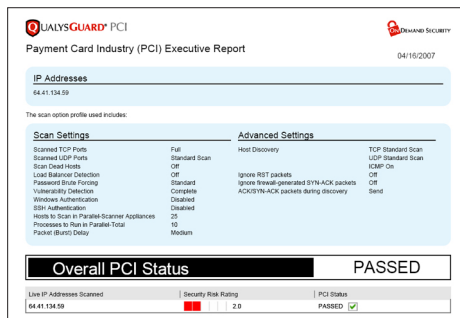 QUALYSGUARD® PCI
ON DEMAND SECURITY
Payment Card Industry (PCI) Executive Report
04/16/2007
IP Addresses
64.41.134.59
The scan option profile used includes:
Scan Settings
Scanned TCP Ports Full
Scanned UDP Ports Standard Scan
Scan Dead Hosts Off
Load Balancer Detection Off
Password Brute Forcing Standard
Vulnerability Detection Complete
Windows Authentication Disabled
SSH Authentication Disabled
Hosts to Scan in Parallel-Scanner Appliances 25
Processes to Run in Parallel-Total 10
Packet (Burst) Delay Medium
Advanced Settings
Host Discovery TCP Standard Scan
UDP Standard Scan
ICMP On
Ignore RST packets Off
Ignore firewall-generated SYN-ACK packets Off
ACK/SYN-ACK packets during discovery Send
Overall PCI Status PASSED
Live IP Addresses Scanned Security Risk Rating PCI Status
64.41.134.59 2.0 PASSED